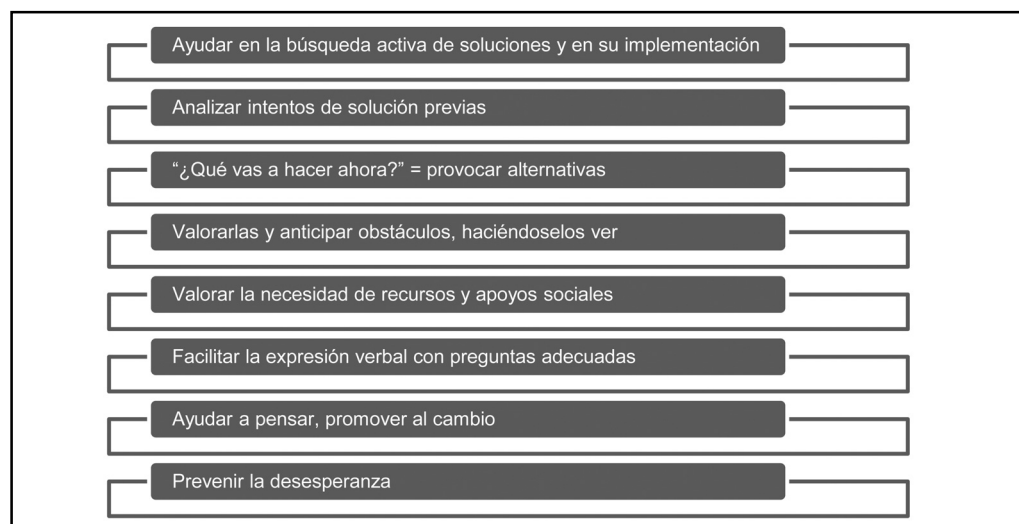 Ayudar en la búsqueda activa de soluciones y en su implementación
Analizar intentos de solución previas
“¿Qué vas a hacer ahora?” = provocar alternativas
Valorarlas y anticipar obstáculos, haciéndoselos ver
Valorar la necesidad de recursos y apoyos sociales
Facilitar la expresión verbal con preguntas adecuadas
Ayudar a pensar, promover al cambio
Prevenir la desesperanza